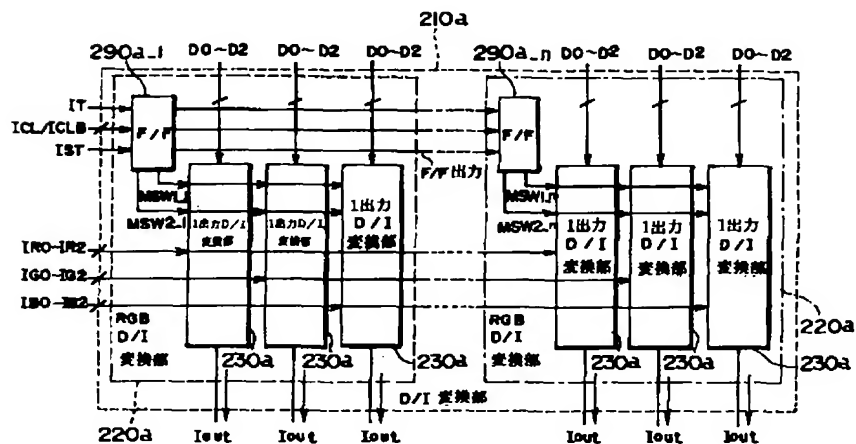 210a
290a_1 D0~D2 D0~D2 D0~D2 290a_n D0~D2 D0~D2 D0~D2
IT
ICL/ICLB
IST
F/F
F/F
F/F出力
MSW1_1
MSW2_1
MSW1_n
MSW2_n
1出力D/I
変換部
1出力D/I
変換部
1出力
D/I
変換部
1出力
D/I
変換部
1出力
D/I
変換部
1出力
D/I
変換部
IR0~IR2
IG0~IG2
IB0~IB2
RGB
D/I
変換部
RGB
D/I
変換部
220a
230a 230a 230a 230a 230a 230a
D/I 変換部
220a Iout Iout Iout Iout Iout Iout